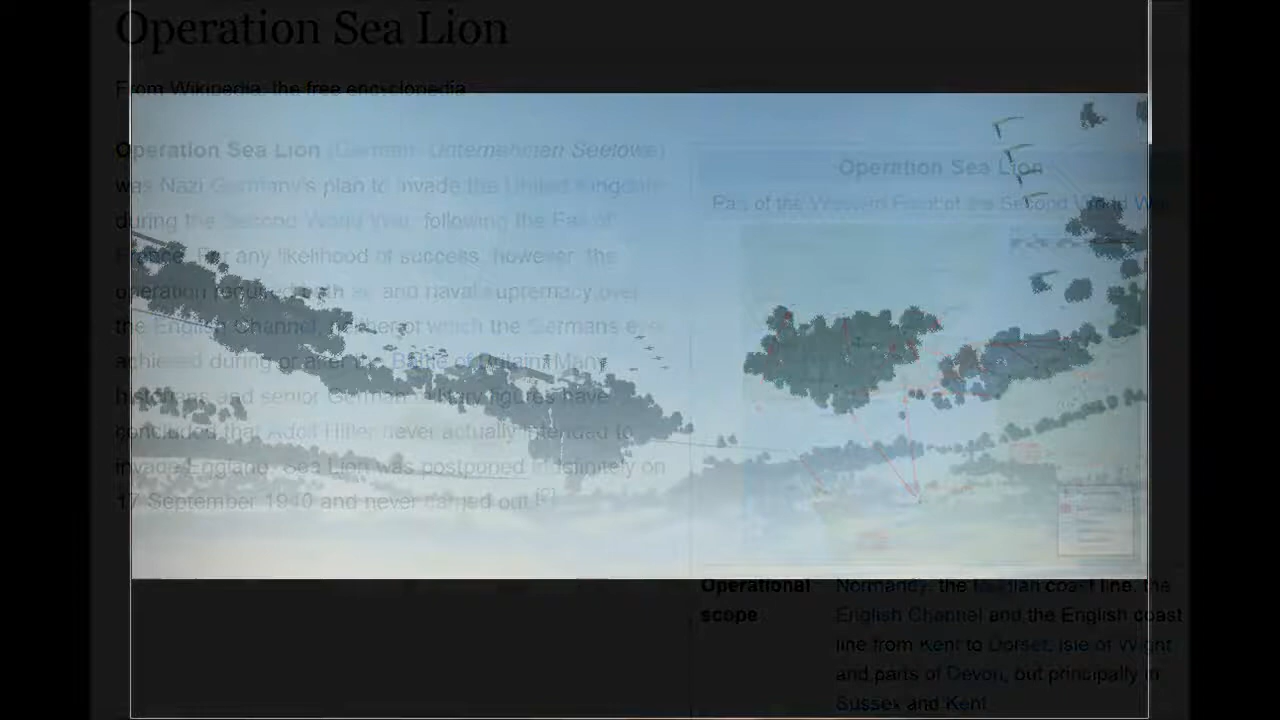 Operation Sea Lion
From Wikipedia, the free encyclopedia
Operation Sea Lion (German: Unternehmen Seelöwe)
was Nazi Germany's plan to invade the United Kingdom
during the Second World War, following the Fall of
France. For any likelihood of success, however, the
operation required both air and naval supremacy over
the English Channel, neither of which the Germans ever
achieved during or after the Battle of Britain. Many
historians and senior German Navy figures have
concluded that Adolf Hitler never actually intended to
invade England. Sea Lion was postponed indefinitely on
17 September 1940 and never carried out.[2]
Operation Sea Lion
Part of the Western Front of the Second World War
Operational scope
Normandy, the Belgian coast line, the
English Channel and the English coast
line from Kent to Dorset, Isle of Wight
and parts of Devon, but principally in
Sussex and Kent